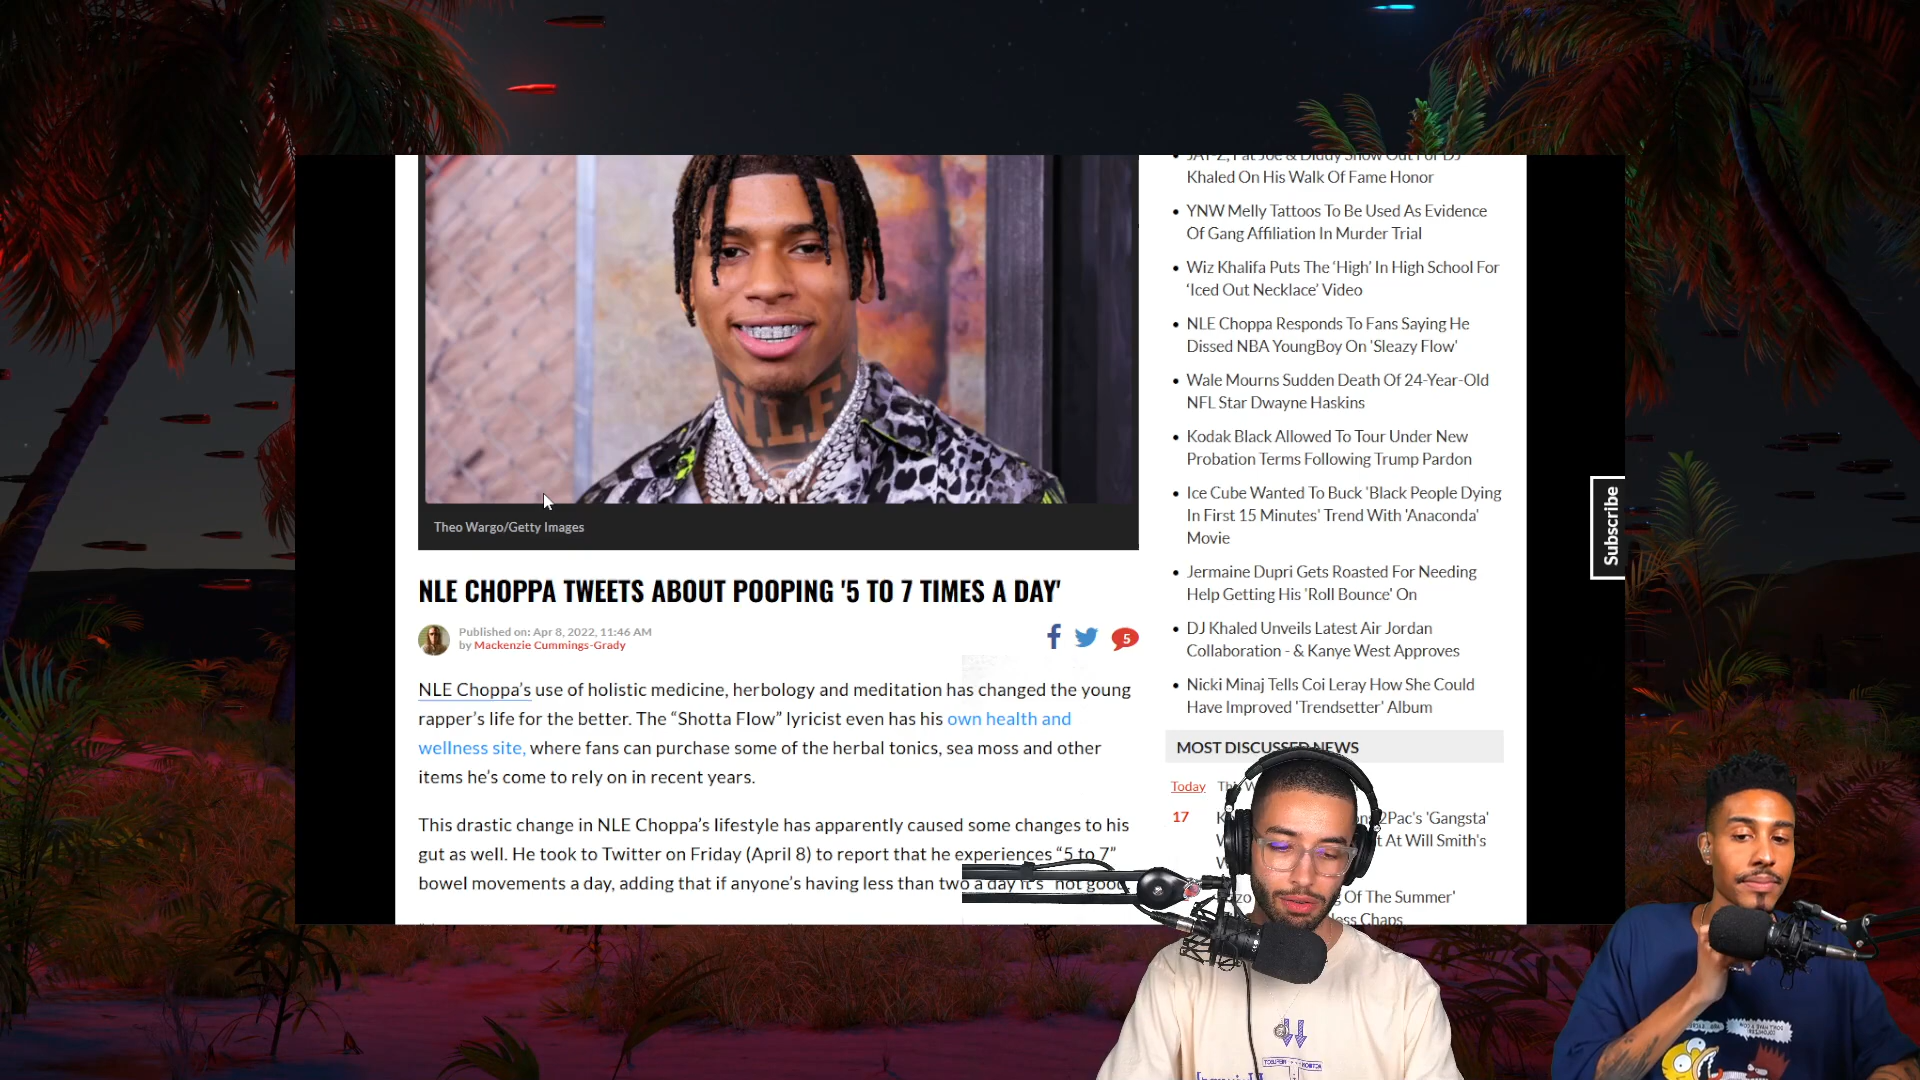 Khaled On His Walk Of Fame Honor
YNW Melly Tattoos To Be Used As Evidence
Of Gang Affiliation In Murder Trial
Wiz Khalifa Puts The ‘High’ In High School For
‘Iced Out Necklace’ Video
NLE Choppa Responds To Fans Saying He
Dissed NBA YoungBoy On 'Sleazy Flow'
Wale Mourns Sudden Death Of 24-Year-Old
NFL Star Dwayne Haskins
Kodak Black Allowed To Tour Under New
Probation Terms Following Trump Pardon
Ice Cube Wanted To Buck 'Black People Dying
In First 15 Minutes' Trend With 'Anaconda'
Movie
Jermaine Dupri Gets Roasted For Needing
Help Getting His 'Roll Bounce' On
DJ Khaled Unveils Latest Air Jordan
Collaboration - & Kanye West Approves
Nicki Minaj Tells Coi Leray How She Could
Have Improved 'Trendsetter' Album
MOST DISCUSSED NEWS
Today
17
2Pac's 'Gangsta'
At Will Smith's
Of The Summer'
Chaps
Subscribe
NLE
Theo Wargo/Getty Images
NLE CHOPPA TWEETS ABOUT POOPING '5 TO 7 TIMES A DAY'
Published on: Apr 8, 2022, 11:46 AM
by Mackenzie Cummings-Grady
5
NLE Choppa’s use of holistic medicine, herbology and meditation has changed the young
rapper’s life for the better. The “Shotta Flow” lyricist even has his own health and
wellness site, where fans can purchase some of the herbal tonics, sea moss and other
items he’s come to rely on in recent years.
This drastic change in NLE Choppa’s lifestyle has apparently caused some changes to his
gut as well. He took to Twitter on Friday (April 8) to report that he experiences “5 to 7”
bowel movements a day, adding that if anyone’s having less than two a day it’s “not good.